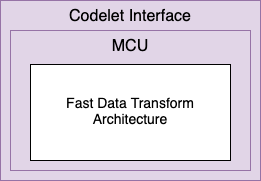 Codelet Interface
MCU
Fast Data Transform
Architecture